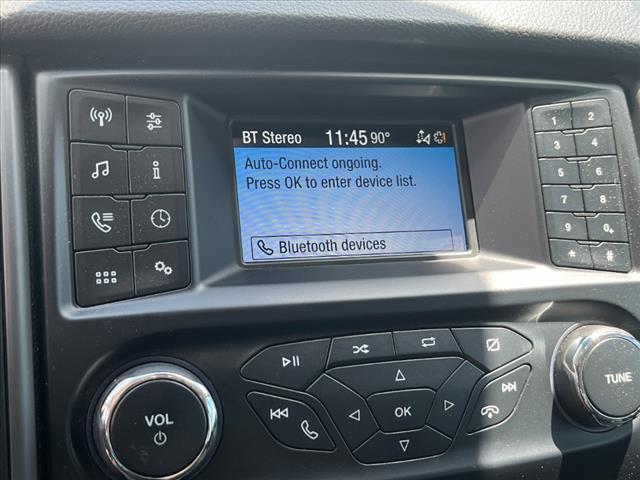 BT Stereo 11:45 90°
Auto-Connect ongoing.
Press OK to enter device list.
Bluetooth devices
1 2
3 4
5 6
7 8
9 0+
* #
i
OK
VOL
TUNE